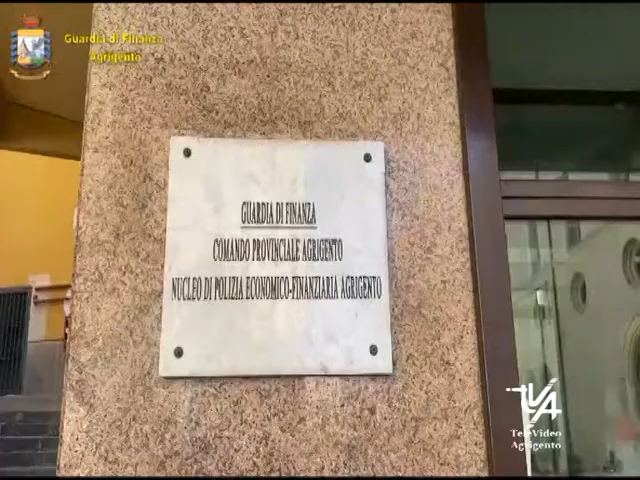 Guardia di Finanza
Agrigento
GUARDIA DI FINANZA
COMANDO PROVINCIALE AGRIGENTO
NUCLEO DI POLIZIA ECONOMICO-FINANZIARIA AGRIGENTO
TVA
TeleVideo
Agrigento